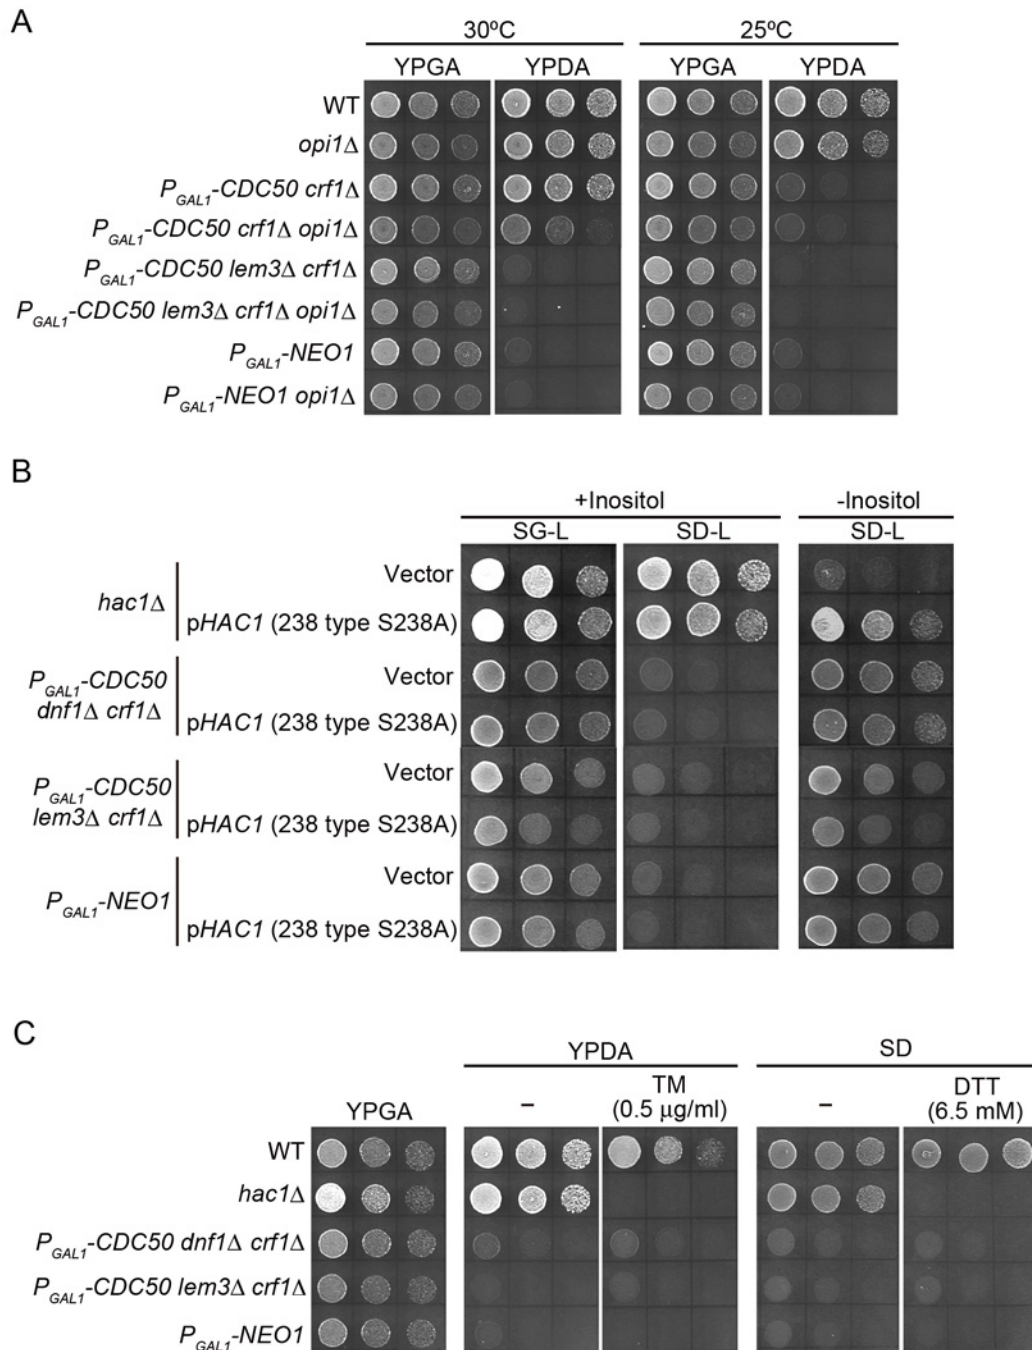 A
30ºC 25ºC
YPGA YPDA YPGA YPDA
WT
opi1Δ
PGAL1-CDC50 crf1Δ
PGAL1-CDC50 crf1Δ opi1Δ
PGAL1-CDC50 lem3Δ crf1Δ
PGAL1-CDC50 lem3Δ crf1Δ opi1Δ
PGAL1-NEO1
PGAL1-NEO1 opi1Δ
B
+Inositol -Inositol
SG-L SD-L SD-L
hac1Δ
Vector
pHAC1 (238 type S238A)
PGAL1-CDC50
dnf1Δ crf1Δ
Vector
pHAC1 (238 type S238A)
PGAL1-CDC50
lem3Δ crf1Δ
Vector
pHAC1 (238 type S238A)
PGAL1-NEO1
Vector
pHAC1 (238 type S238A)
C
YPDA SD
YPGA – TM – DTT
(0.5 μg/ml) (6.5 mM)
WT
hac1Δ
PGAL1-CDC50 dnf1Δ crf1Δ
PGAL1-CDC50 lem3Δ crf1Δ
PGAL1-NEO1